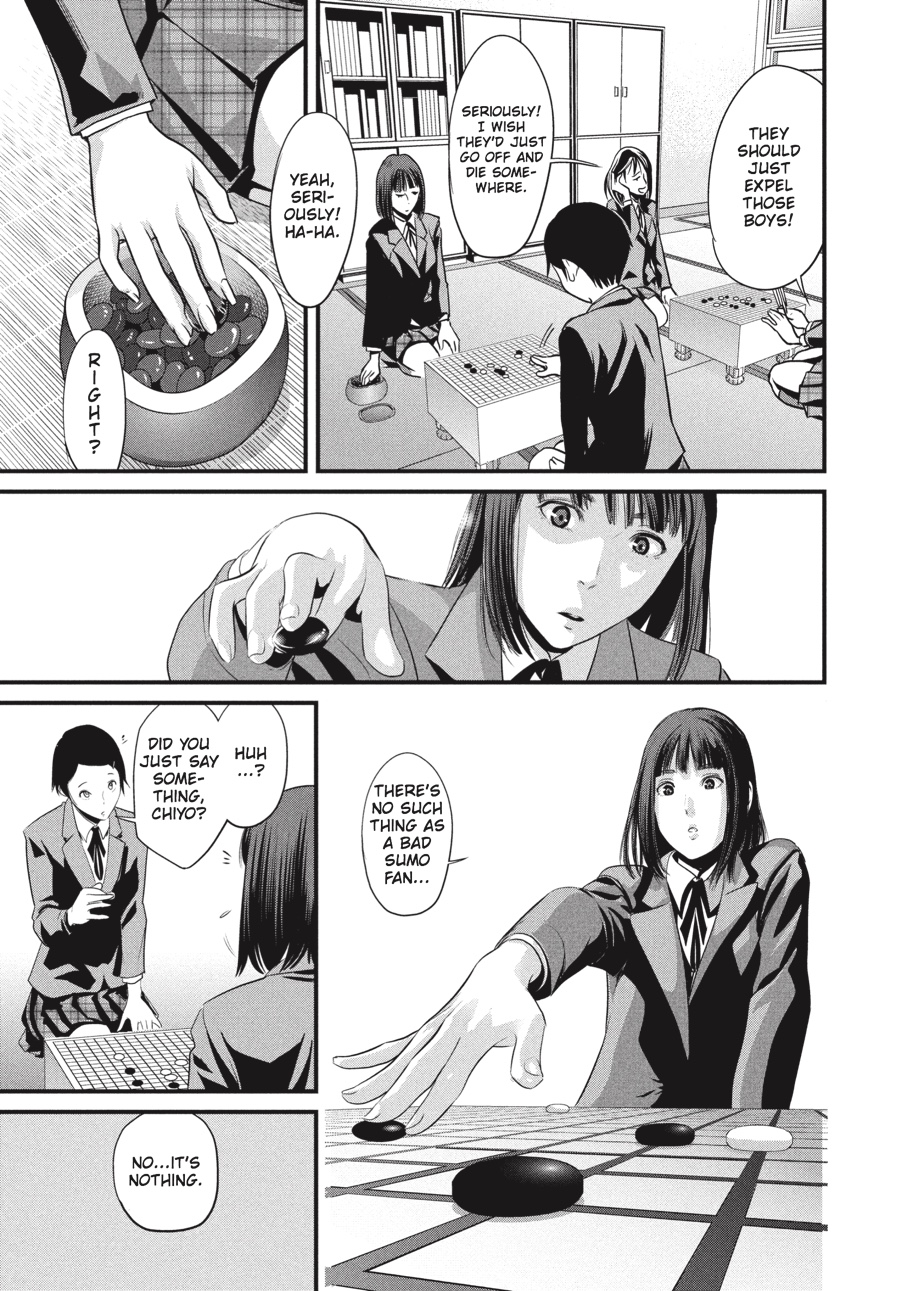 THEY
SHOULD
JUST
EXPEL
THOSE
BOYS!
SERIOUSLY!
I WISH
THEY'D JUST
GO OFF AND
DIE SOME-
WHERE.
YEAH,
SERI-
OUSLY!
HA-HA.
RIGHT?
THERE'S
NO SUCH
THING AS
A BAD
SUMO
FAN...
HUH
...?
DID YOU
JUST SAY
SOME-
THING,
CHIYO?
NO...IT'S
NOTHING.